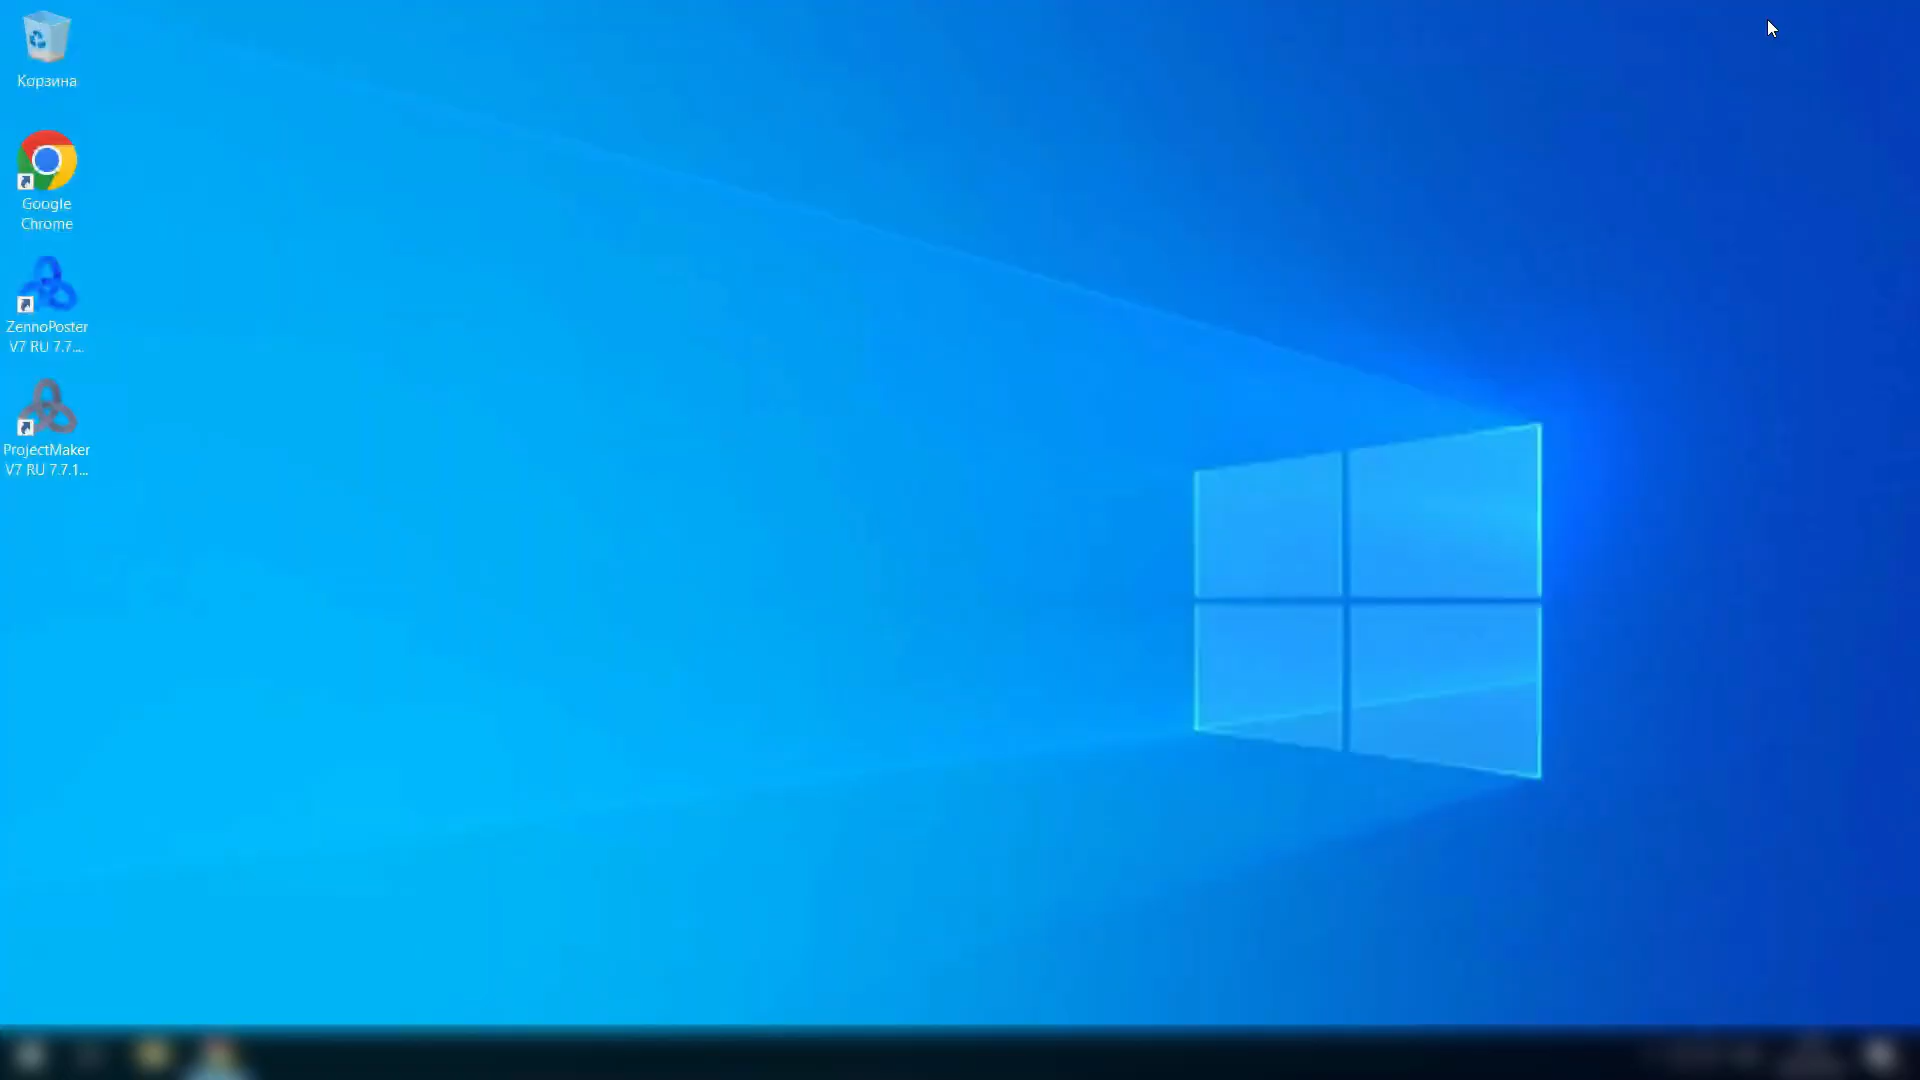 Корзина
Google
Chrome
ZennoPoster
V7 RU 7.7....
ProjectMaker
V7 RU 7.7.1...